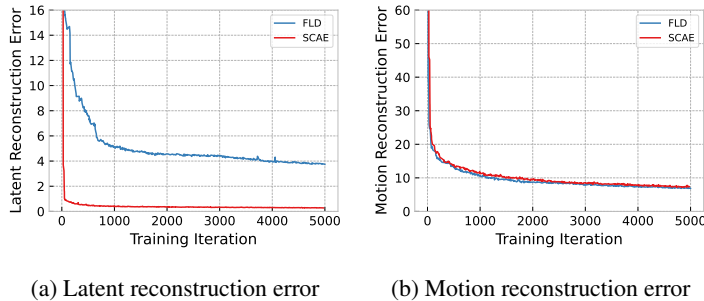 16
14
12
10
8
6
4
2
0
Latent Reconstruction Error
FLD
SCAE
0 1000 2000 3000 4000 5000
Training Iteration
(a) Latent reconstruction error
60
50
40
30
20
10
0
Motion Reconstruction Error
FLD
SCAE
0 1000 2000 3000 4000 5000
Training Iteration
(b) Motion reconstruction error